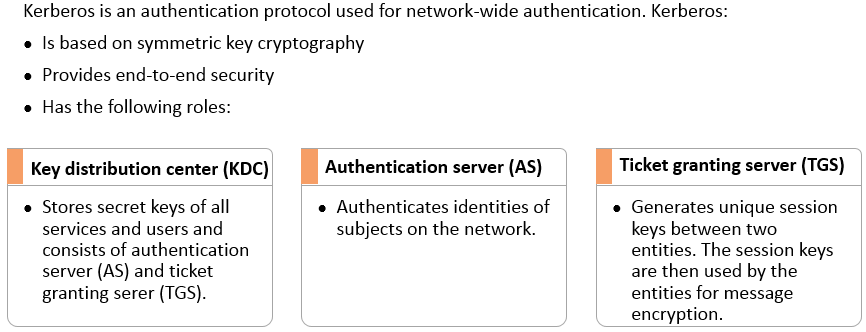 Kerberos is an authentication protocol used for network-wide authentication. Kerberos:
• Is based on symmetric key cryptography
• Provides end-to-end security
• Has the following roles:
Key distribution center (KDC)
• Stores secret keys of all
services and users and
consists of authentication
server (AS) and ticket
granting serer (TGS).
Authentication server (AS)
• Authenticates identities of
subjects on the network.
Ticket granting server (TGS)
• Generates unique session
keys between two
entities. The session keys
are then used by the
entities for message
encryption.